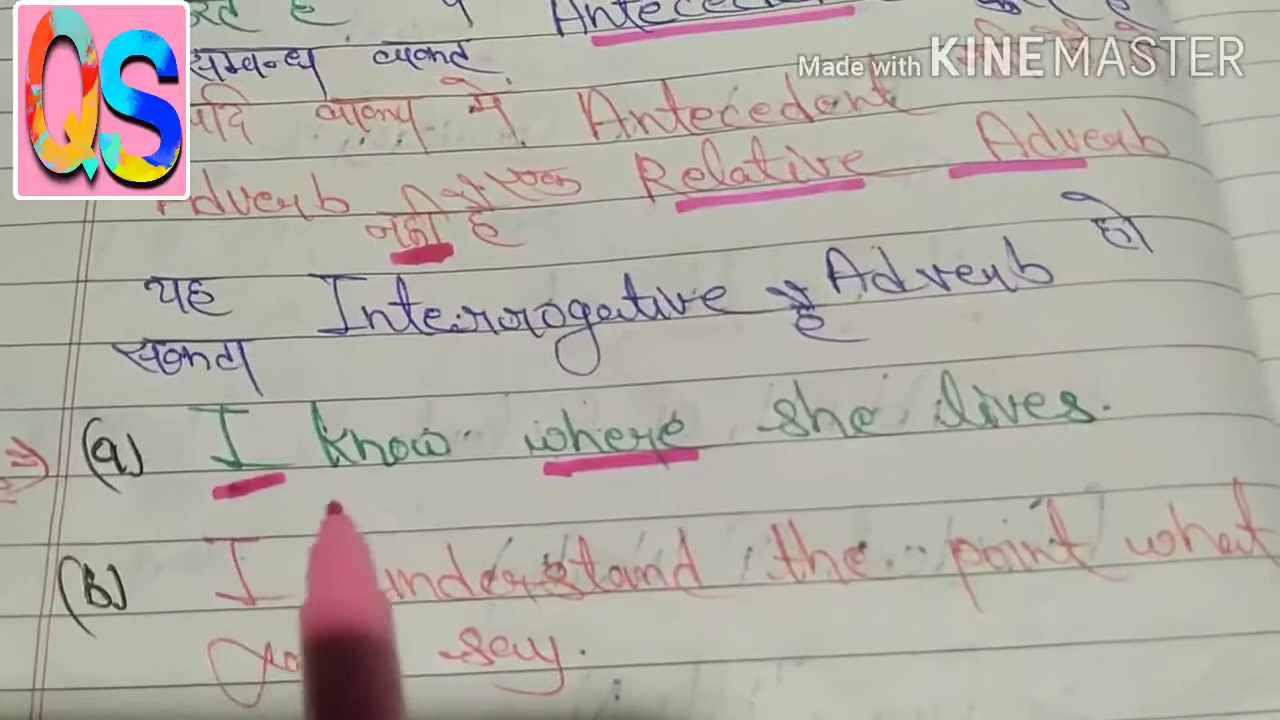 QS
Made with KINEMASTER
Antecedent
सम्बन्ध
यदि वाक्य में Antecedent
Adverb Relative Adverb
नहीं है
यह Interrogative Adverb हो
है
सकता
(a) I know where she lives.
(b) I understand the point what
say.